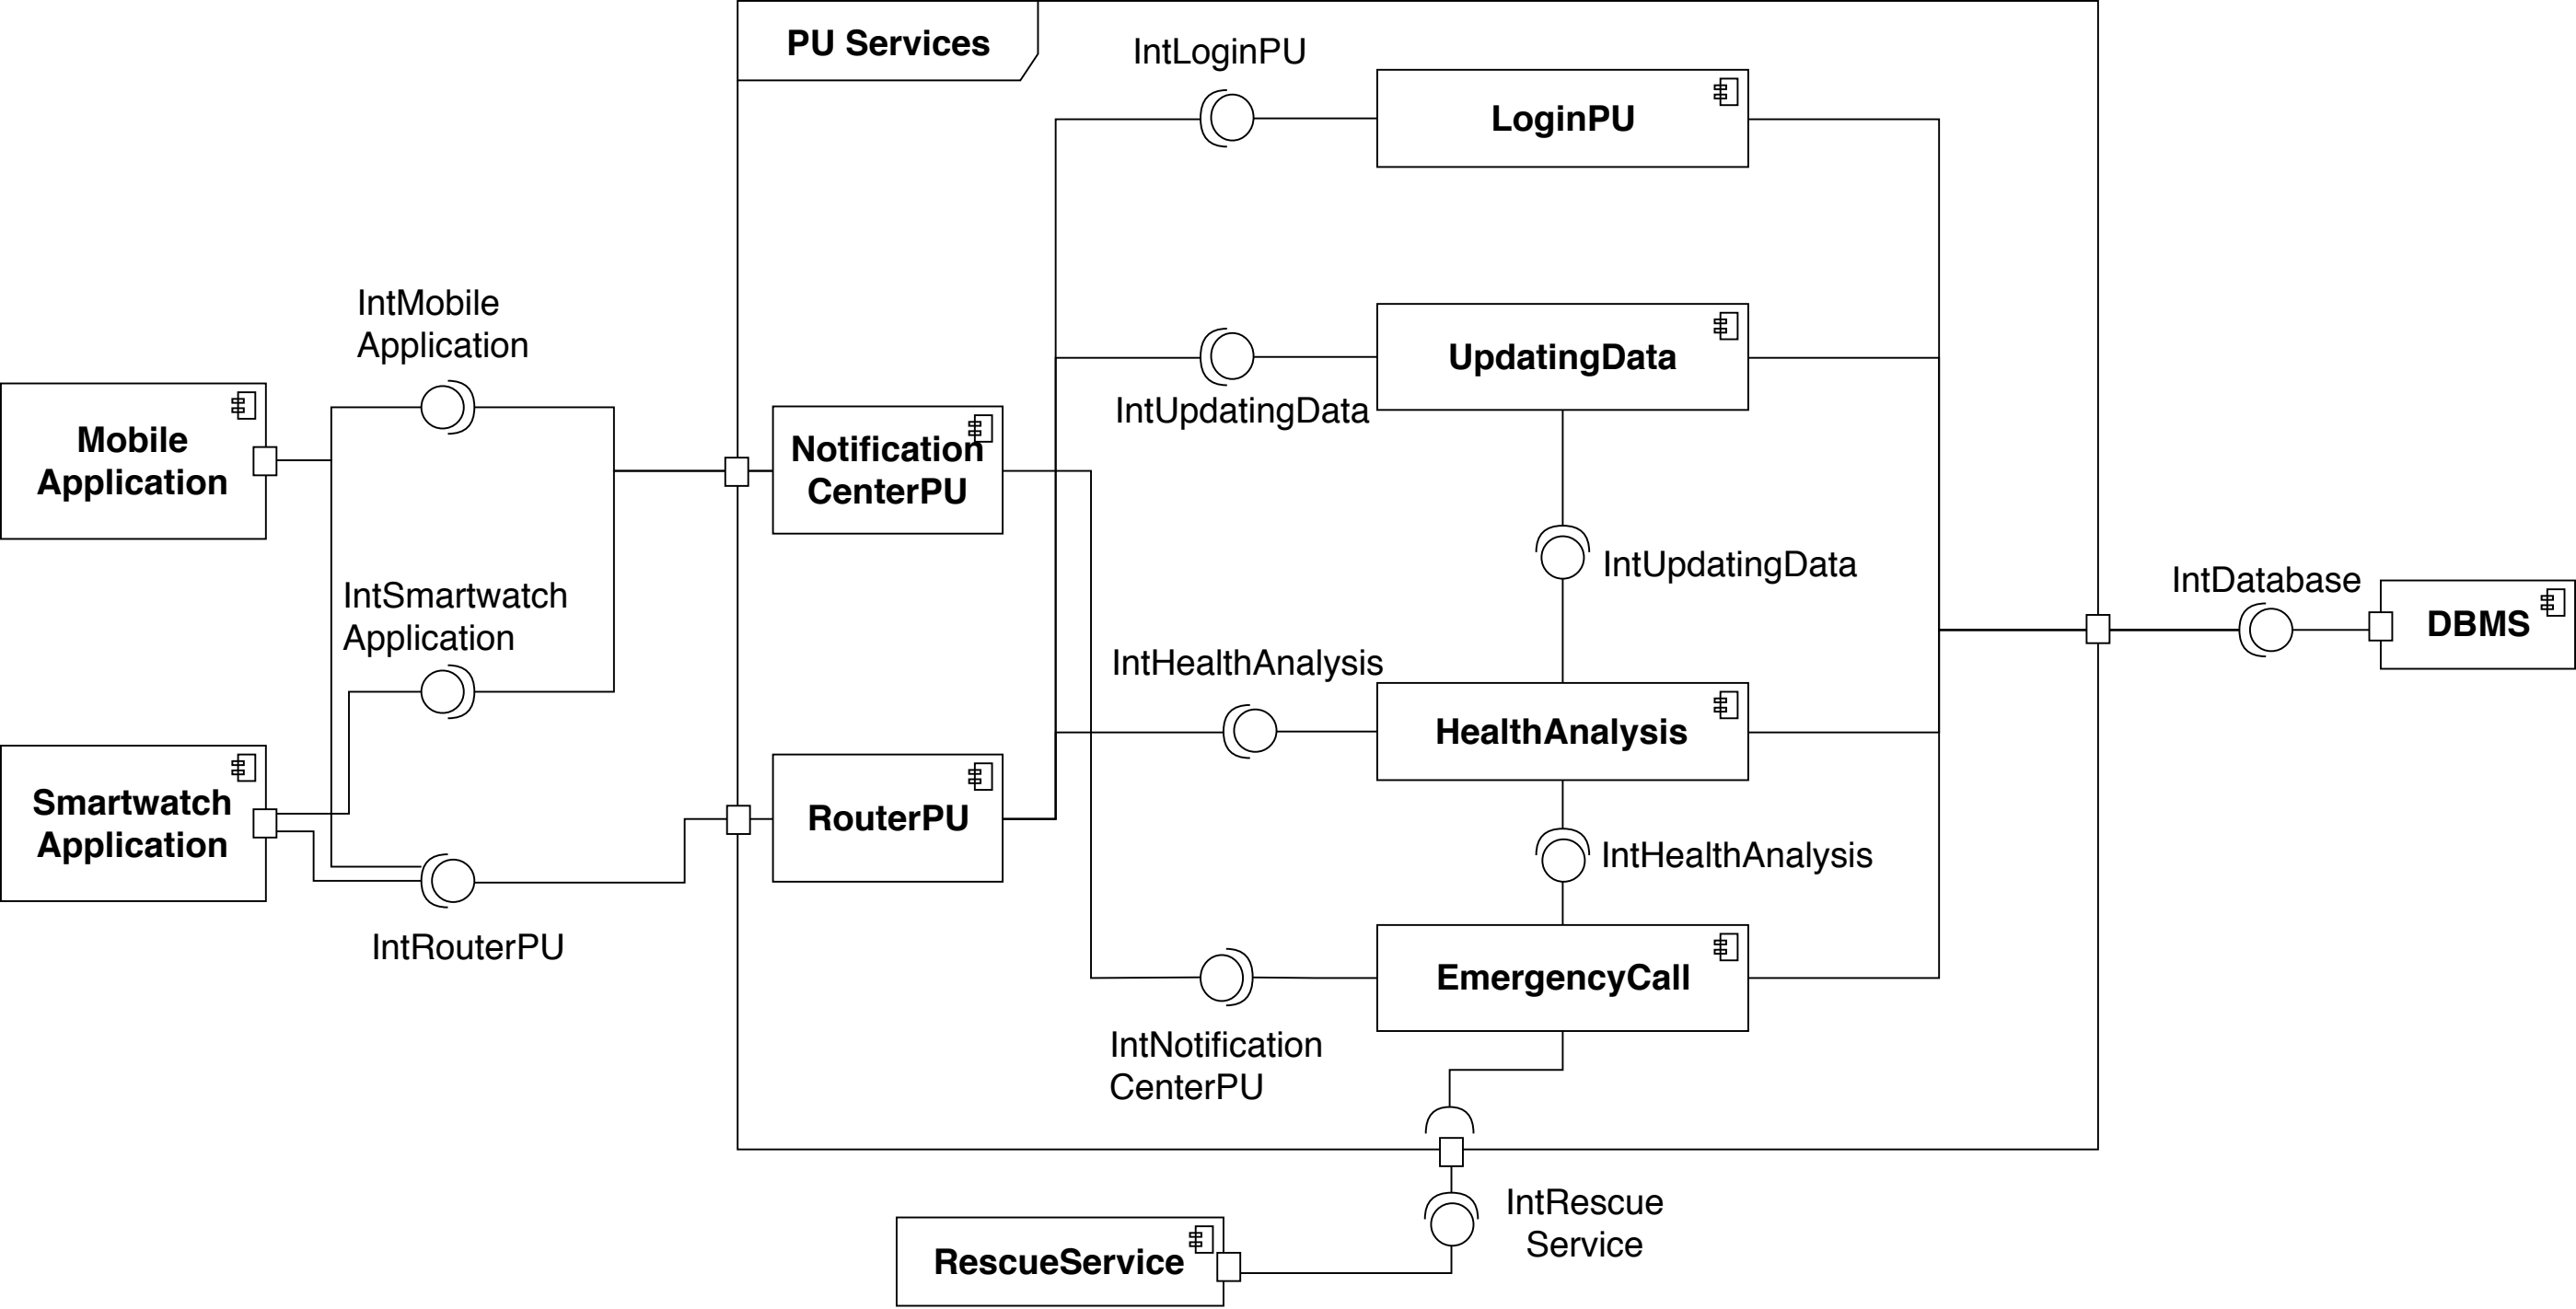 PU Services
IntLoginPU
LoginPU
IntMobile
Application
UpdatingData
IntUpdatingData
Mobile
Application
Notification
CenterPU
IntUpdatingData
IntSmartwatch
Application
IntDatabase
DBMS
IntHealthAnalysis
HealthAnalysis
Smartwatch
Application
RouterPU
IntHealthAnalysis
IntRouterPU
EmergencyCall
IntNotification
CenterPU
IntRescue
Service
RescueService